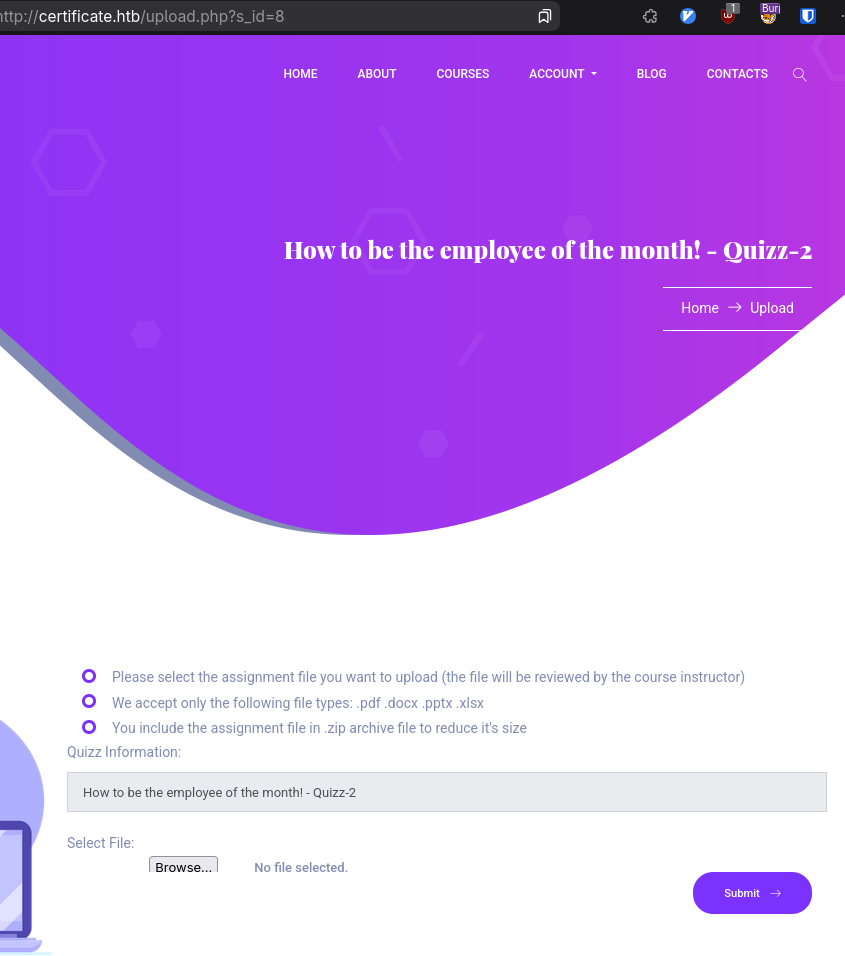 http://certificate.htb/upload.php?s_id=8
1
HOME ABOUT COURSES ACCOUNT BLOG CONTACTS
How to be the employee of the month! - Quizz-2
Home → Upload
Please select the assignment file you want to upload (the file will be reviewed by the course instructor)
We accept only the following file types: .pdf .docx .pptx .xlsx
You include the assignment file in .zip archive file to reduce it's size
Quizz Information:
How to be the employee of the month! - Quizz-2
Select File:
Browse... No file selected.
Submit →